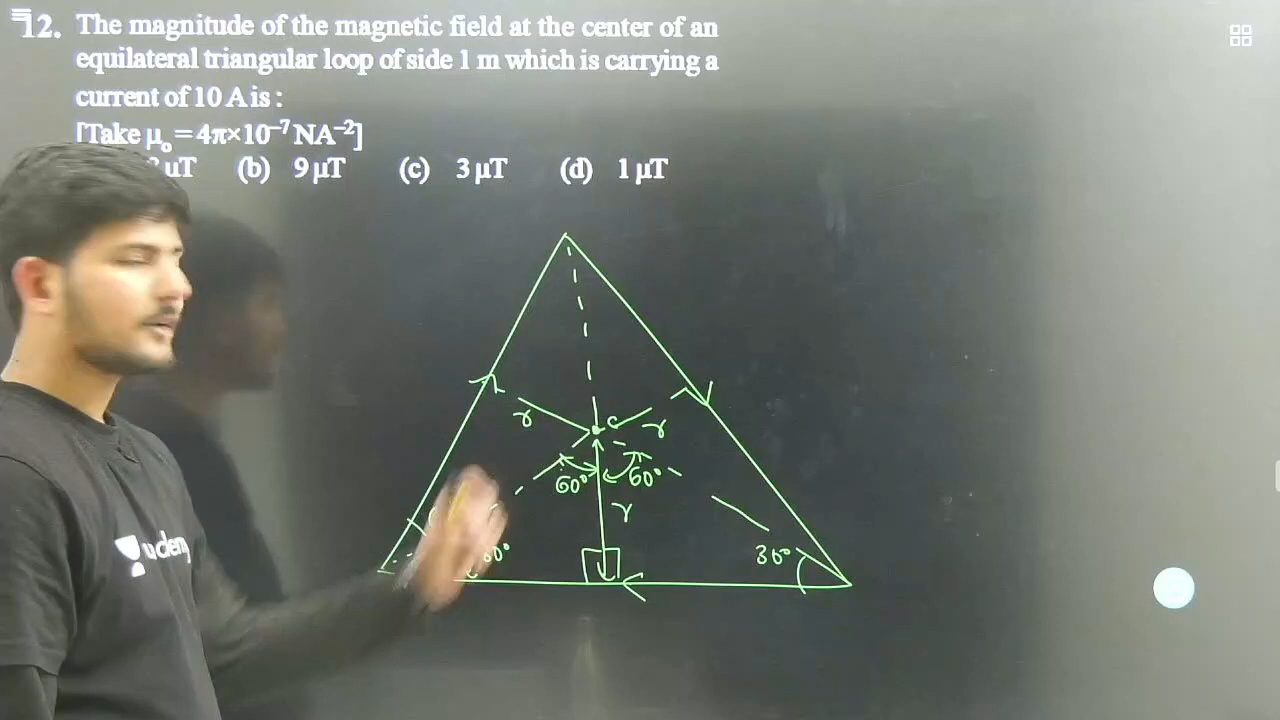 12. The magnitude of the magnetic field at the center of an
equilateral triangular loop of side 1 m which is carrying a
current of 10 A is :
[Take μ₀ = 4π×10⁻⁷ NA⁻²]
μT (b) 9 μT (c) 3 μT (d) 1 μT
c
r r
60° 60°
r
30°